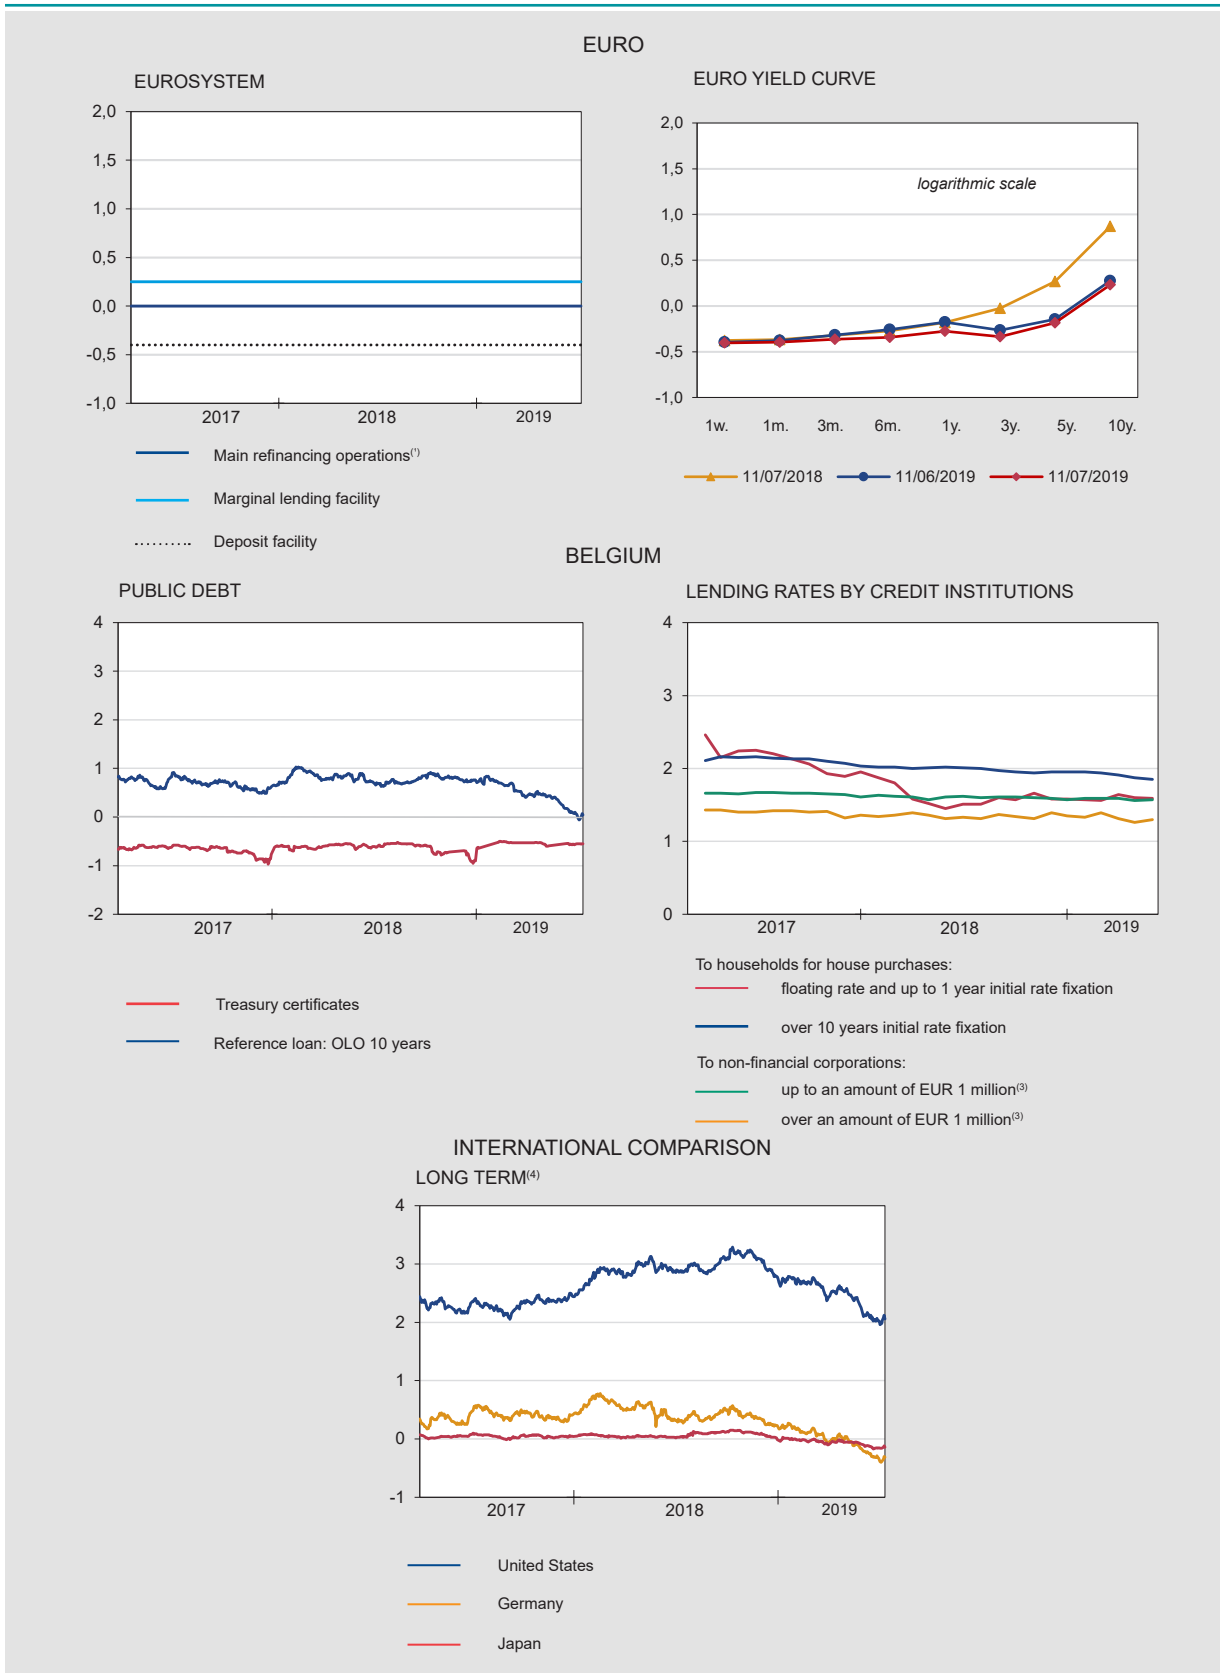 EURO
EUROSYSTEM
2,0
1,5
1,0
0,5
0,0
-0,5
-1,0
2017 2018 2019
Main refinancing operations(¹)
Marginal lending facility
Deposit facility
EURO YIELD CURVE
2,0
1,5
1,0
0,5
0,0
-0,5
-1,0
logarithmic scale
1w. 1m. 3m. 6m. 1y. 3y. 5y. 10y.
11/07/2018 11/06/2019 11/07/2019
BELGIUM
PUBLIC DEBT
4
3
2
1
0
-1
-2
2017 2018 2019
Treasury certificates
Reference loan: OLO 10 years
LENDING RATES BY CREDIT INSTITUTIONS
4
3
2
1
0
2017 2018 2019
To households for house purchases:
floating rate and up to 1 year initial rate fixation
over 10 years initial rate fixation
To non-financial corporations:
up to an amount of EUR 1 million(3)
over an amount of EUR 1 million(3)
INTERNATIONAL COMPARISON
LONG TERM(4)
4
3
2
1
0
-1
2017 2018 2019
United States
Germany
Japan